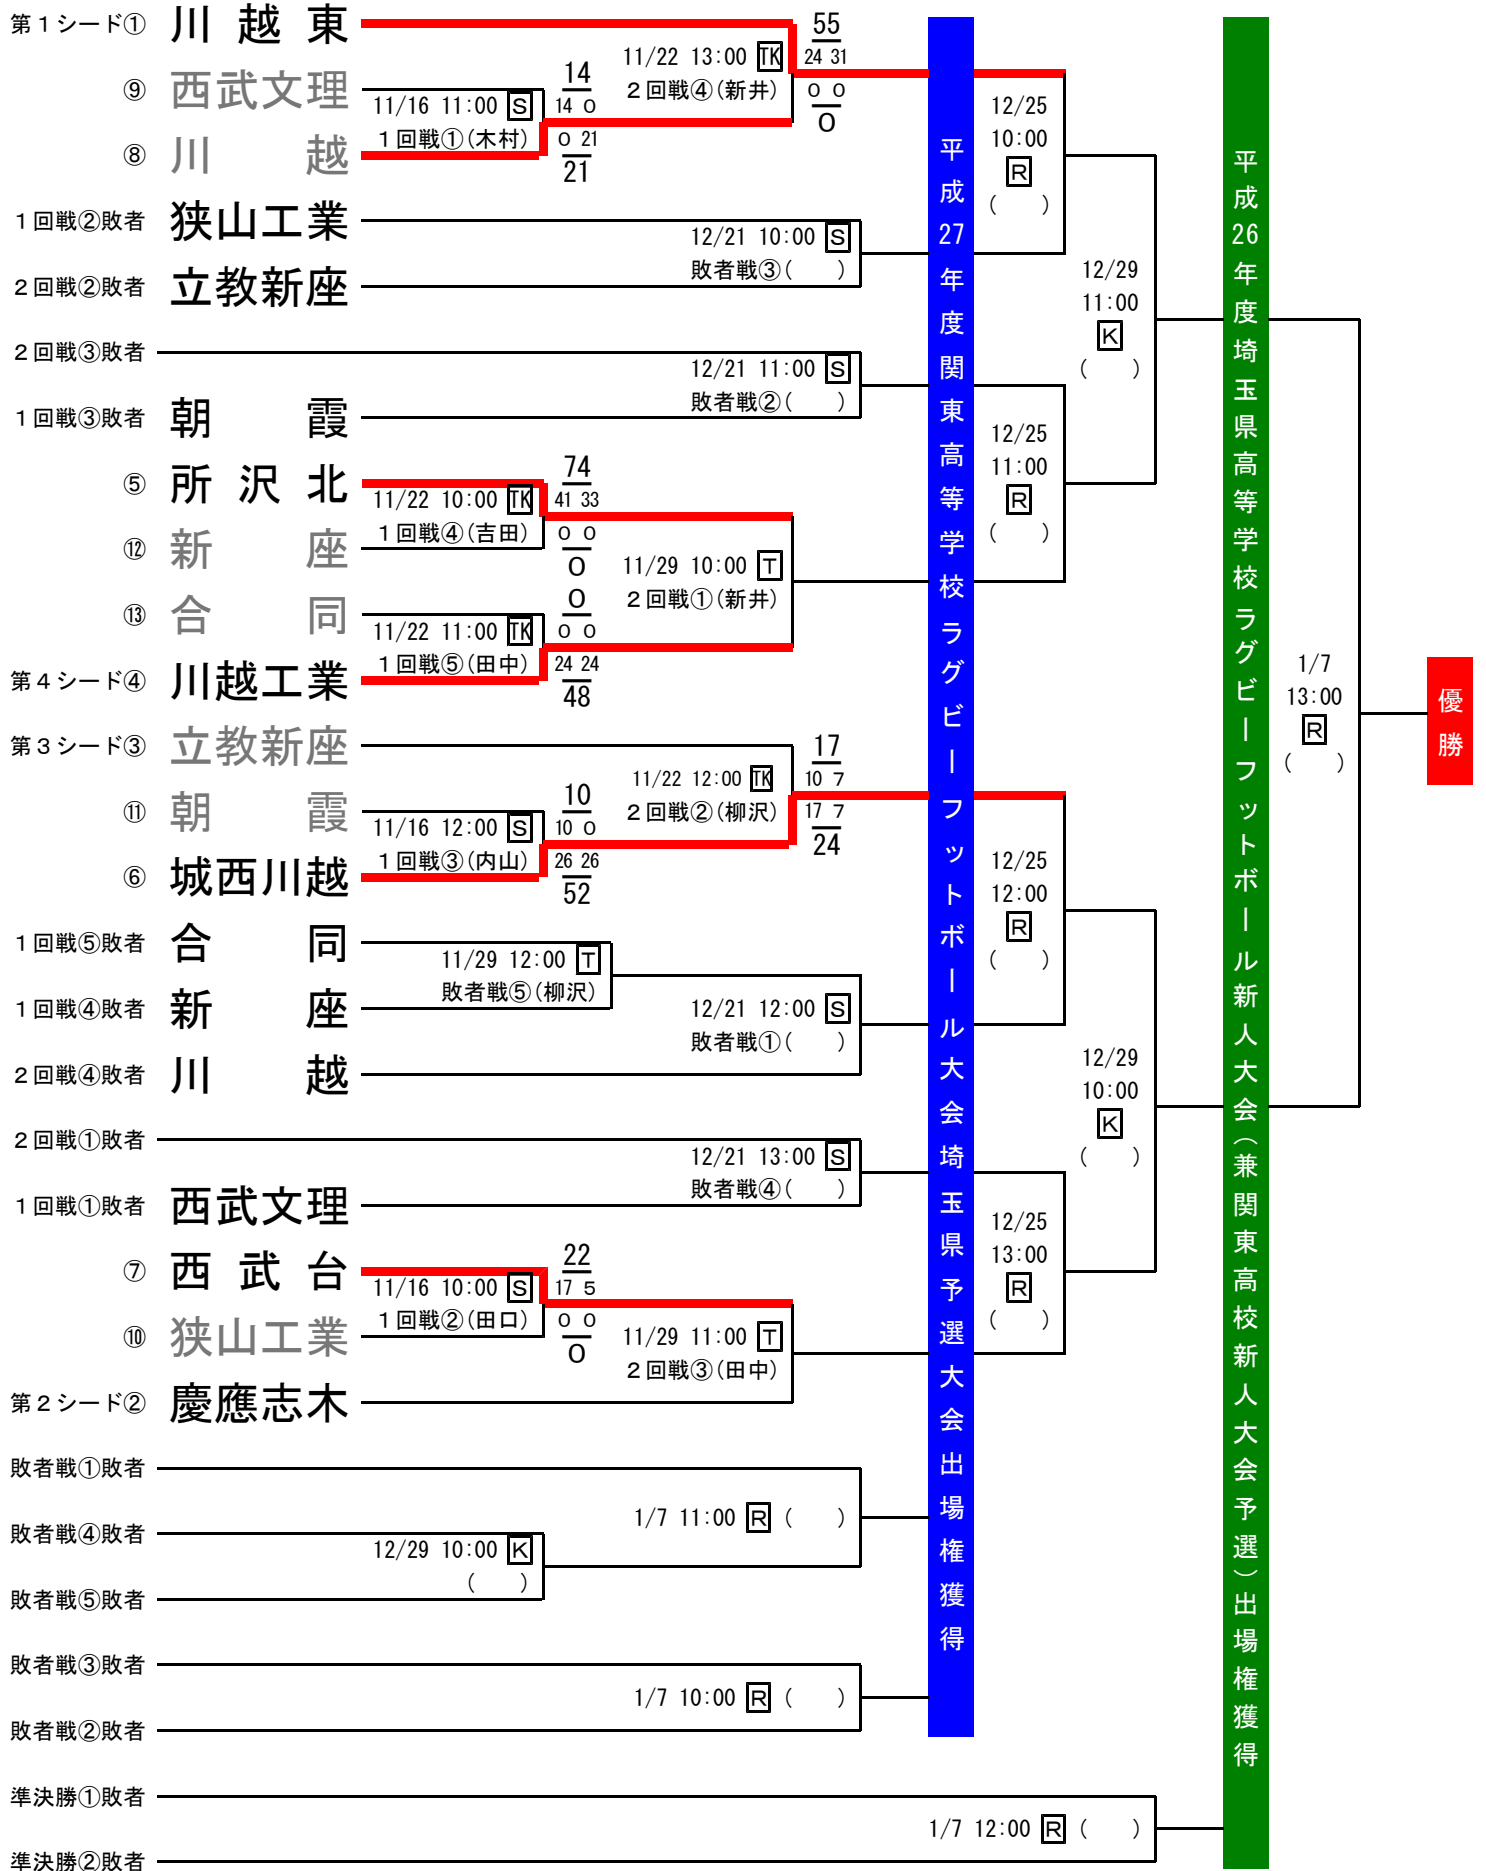 第１シード① 川越東
⑨ 西武文理
⑧ 川越
11/16 11:00 S
１回戦①(木村)
14
14 0
0 21
21
11/22 13:00 TK
２回戦④(新井)
55
24 31
0 0
0
１回戦②敗者 狭山工業
２回戦②敗者 立教新座
12/21 10:00 S
敗者戦③(　)
２回戦③敗者
１回戦③敗者 朝霞
12/21 11:00 S
敗者戦②(　)
⑤ 所沢北
⑫ 新座
11/22 10:00 TK
１回戦④(吉田)
74
41 33
0 0
0
⑬ 合同
第４シード④ 川越工業
11/22 11:00 TK
１回戦⑤(田中)
0
0 0
24 24
48
11/29 10:00 T
２回戦①(新井)
第３シード③ 立教新座
⑪ 朝霞
⑥ 城西川越
11/16 12:00 S
１回戦③(内山)
10
10 0
26 26
52
11/22 12:00 TK
２回戦②(柳沢)
17
10 7
17 7
24
１回戦⑤敗者 合同
１回戦④敗者 新座
11/29 12:00 T
敗者戦⑤(柳沢)
２回戦④敗者 川越
12/21 12:00 S
敗者戦①(　)
２回戦①敗者
１回戦①敗者 西武文理
12/21 13:00 S
敗者戦④(　)
⑦ 西武台
⑩ 狭山工業
11/16 10:00 S
１回戦②(田口)
22
17 5
0 0
0
第２シード② 慶應志木
11/29 11:00 T
２回戦③(田中)
敗者戦①敗者
敗者戦④敗者
敗者戦⑤敗者
12/29 10:00 K
(　)
1/7 11:00 R (　)
敗者戦③敗者
敗者戦②敗者
1/7 10:00 R (　)
準決勝①敗者
準決勝②敗者
1/7 12:00 R (　)
平成27年度関東高等学校ラグビーフットボール大会埼玉県予選大会出場権獲得
12/25
10:00
R
(　)
12/25
11:00
R
(　)
12/25
12:00
R
(　)
12/25
13:00
R
(　)
12/29
11:00
K
(　)
12/29
10:00
K
(　)
平成26年度埼玉県高等学校ラグビーフットボール新人大会(兼関東高校新人大会予選)出場権獲得
1/7
13:00
R
(　)
優勝